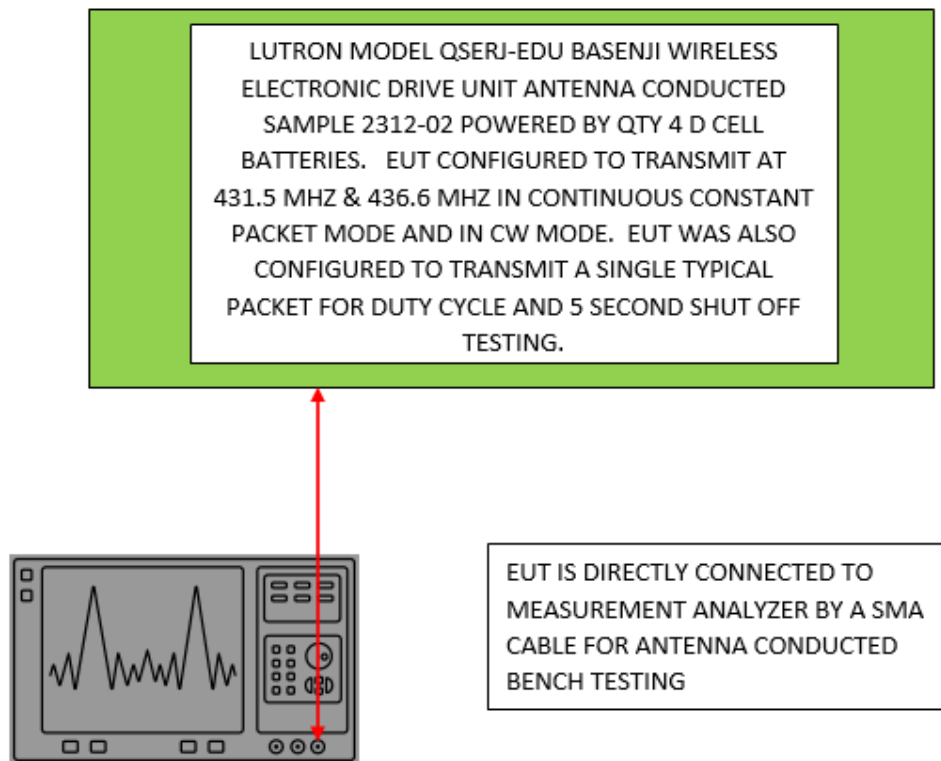 LUTRON MODEL QSERJ-EDU BASENJI WIRELESS
ELECTRONIC DRIVE UNIT ANTENNA CONDUCTED
SAMPLE 2312-02 POWERED BY QTY 4 D CELL
BATTERIES.   EUT CONFIGURED TO TRANSMIT AT
431.5 MHZ & 436.6 MHZ IN CONTINUOUS CONSTANT
PACKET MODE AND IN CW MODE.  EUT WAS ALSO
CONFIGURED TO TRANSMIT A SINGLE TYPICAL
PACKET FOR DUTY CYCLE AND 5 SECOND SHUT OFF
TESTING.
EUT IS DIRECTLY CONNECTED TO
MEASUREMENT ANALYZER BY A SMA
CABLE FOR ANTENNA CONDUCTED
BENCH TESTING